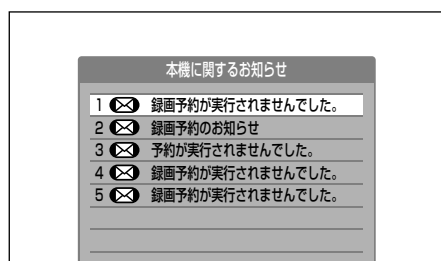 本機に関するお知らせ
1 録画予約が実行されませんでした。
2 録画予約のお知らせ
3 予約が実行されませんでした。
4 録画予約が実行されませんでした。
5 録画予約が実行されませんでした。